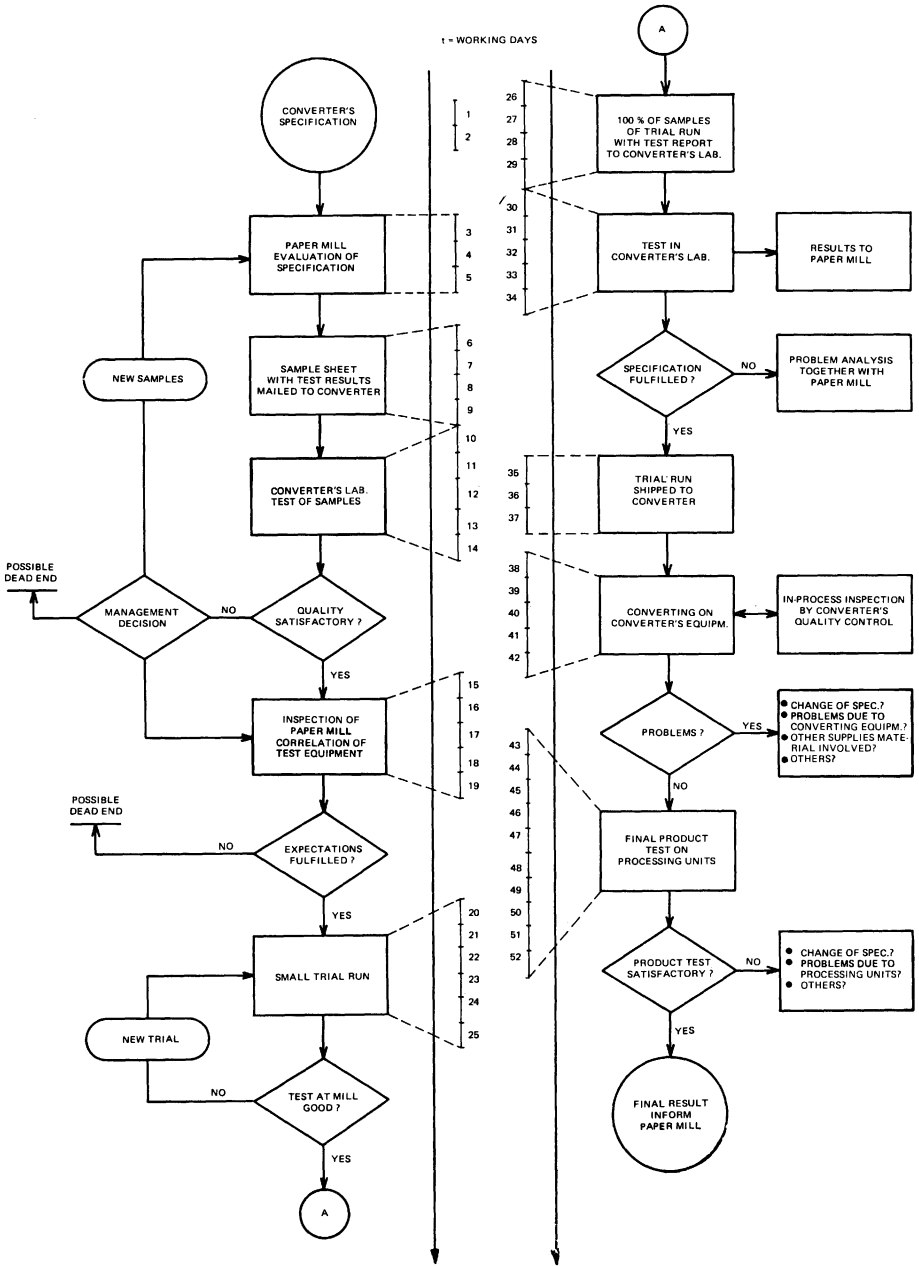 t = WORKING DAYS
CONVERTER'S
SPECIFICATION
1
2
PAPER MILL
EVALUATION OF
SPECIFICATION
3
4
5
NEW SAMPLES
SAMPLE SHEET
WITH TEST RESULTS
MAILED TO CONVERTER
6
7
8
9
10
CONVERTER'S LAB.
TEST OF SAMPLES
11
12
13
14
POSSIBLE
DEAD END
MANAGEMENT
DECISION
NO
QUALITY
SATISFACTORY ?
YES
INSPECTION OF
PAPER MILL
CORRELATION OF
TEST EQUIPMENT
15
16
17
18
19
POSSIBLE
DEAD END
NO
EXPECTATIONS
FULFILLED ?
YES
SMALL TRIAL RUN
20
21
22
23
24
25
NEW TRIAL
NO
TEST AT MILL
GOOD ?
YES
A
A
26
27
28
29
100 % OF SAMPLES
OF TRIAL RUN
WITH TEST REPORT
TO CONVERTER'S LAB.
30
31
32
33
34
TEST IN
CONVERTER'S LAB.
RESULTS TO
PAPER MILL
SPECIFICATION
FULFILLED ?
NO
PROBLEM ANALYSIS
TOGETHER WITH
PAPER MILL
YES
35
36
37
TRIAL RUN
SHIPPED TO
CONVERTER
38
39
40
41
42
CONVERTING ON
CONVERTER'S EQUIPM.
IN-PROCESS INSPECTION
BY CONVERTER'S
QUALITY CONTROL
PROBLEMS ?
YES
● CHANGE OF SPEC.?
● PROBLEMS DUE TO
CONVERTING EQUIPM.?
● OTHER SUPPLIES MATE-
RIAL INVOLVED?
● OTHERS?
NO
43
44
45
46
47
48
49
50
51
52
FINAL PRODUCT
TEST ON
PROCESSING UNITS
PRODUCT TEST
SATISFACTORY ?
NO
● CHANGE OF SPEC.?
● PROBLEMS DUE TO
PROCESSING UNITS?
● OTHERS?
YES
FINAL RESULT
INFORM
PAPER MILL